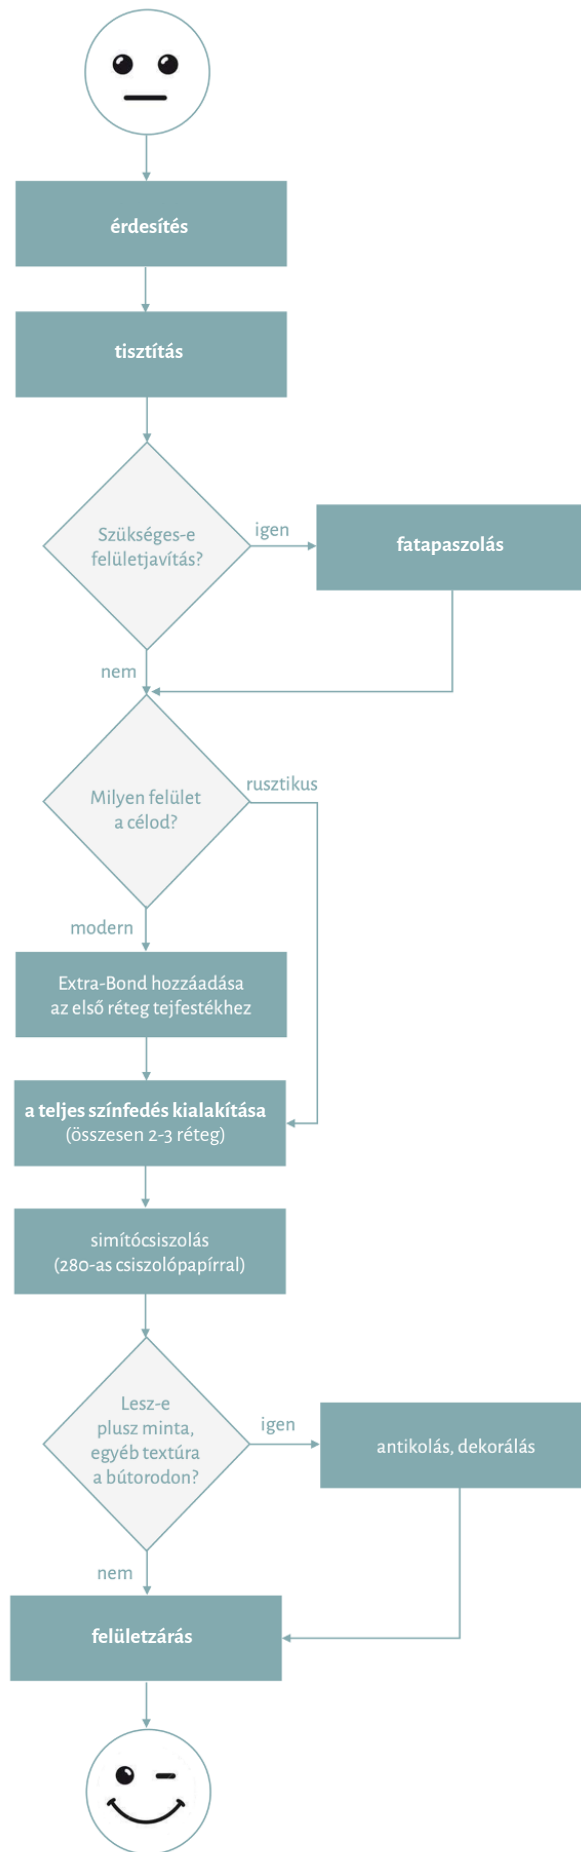 érdesítés
tisztítás
Szükséges-e
felületjavítás?
igen
fatapaszolás
nem
rusztikus
Milyen felület
a célod?
modern
Extra-Bond hozzáadása
az első réteg tejfestékhez
a teljes színfedés kialakítása
(összesen 2-3 réteg)
simítócsiszolás
(280-as csiszolópapírral)
Lesz-e
plusz minta,
egyéb textúra
a bútorodon?
igen
antikolás, dekorálás
nem
felületzárás